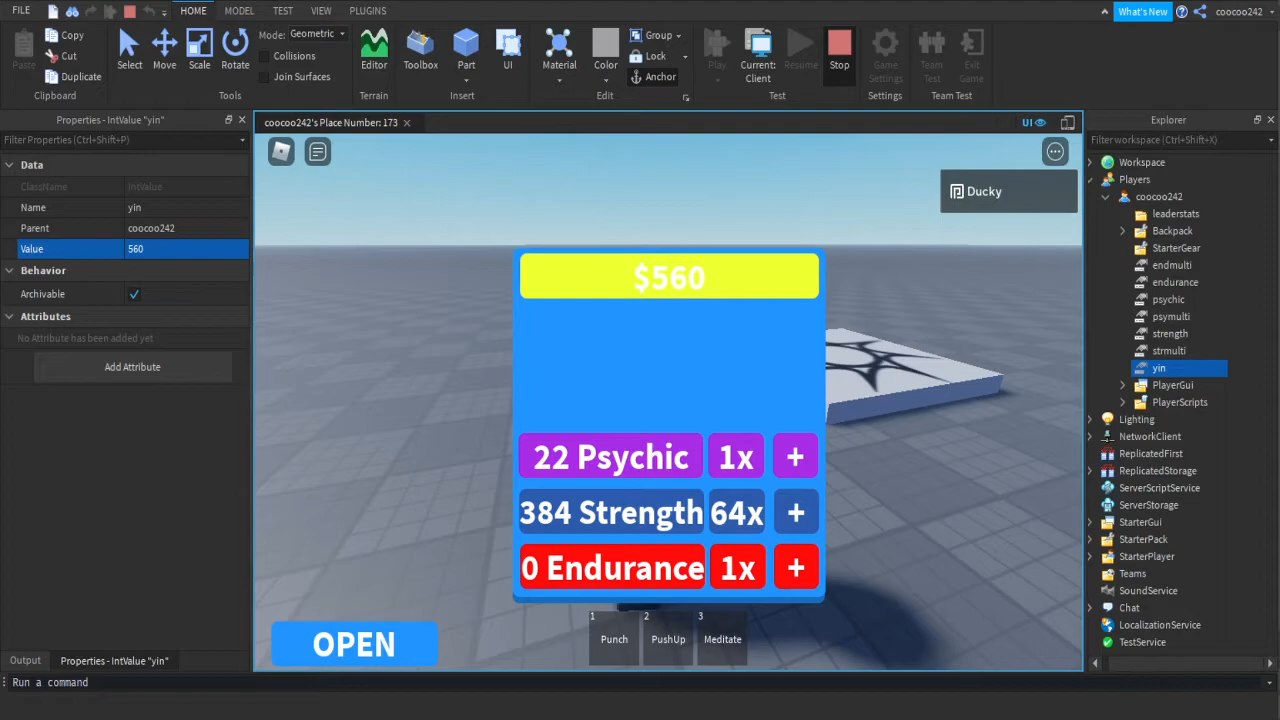 FILE HOME MODEL TEST VIEW PLUGINS What's New coocoo242
Paste Copy Cut Duplicate Clipboard
Select Move Scale Rotate Mode: Geometric Collisions Join Surfaces Tools
Editor Terrain
Toolbox Part UI Insert
Material Color Group Lock Anchor Edit
Play Current: Client Resume Stop Test
Game Settings Settings
Team Test Exit Game Team Test
Properties - IntValue "yin"
Filter Properties (Ctrl+Shift+P)
Data
ClassName IntValue
Name yin
Parent coocoo242
Value 560
Behavior
Archivable
Attributes
No Attribute has been added yet
Add Attribute
Output Properties - IntValue "yin"
coocoo242's Place Number: 173 UI
Ducky
$560
22 Psychic 1x +
384 Strength 64x +
0 Endurance 1x +
OPEN
1 Punch 2 PushUp 3 Meditate
Explorer
Filter workspace (Ctrl+Shift+X)
Workspace
Players
coocoo242
leaderstats
Backpack
StarterGear
endmulti
endurance
psychic
psymulti
strength
strmulti
yin
PlayerGui
PlayerScripts
Lighting
NetworkClient
ReplicatedFirst
ReplicatedStorage
ServerScriptService
ServerStorage
StarterGui
StarterPack
StarterPlayer
Teams
SoundService
Chat
LocalizationService
TestService
Run a command